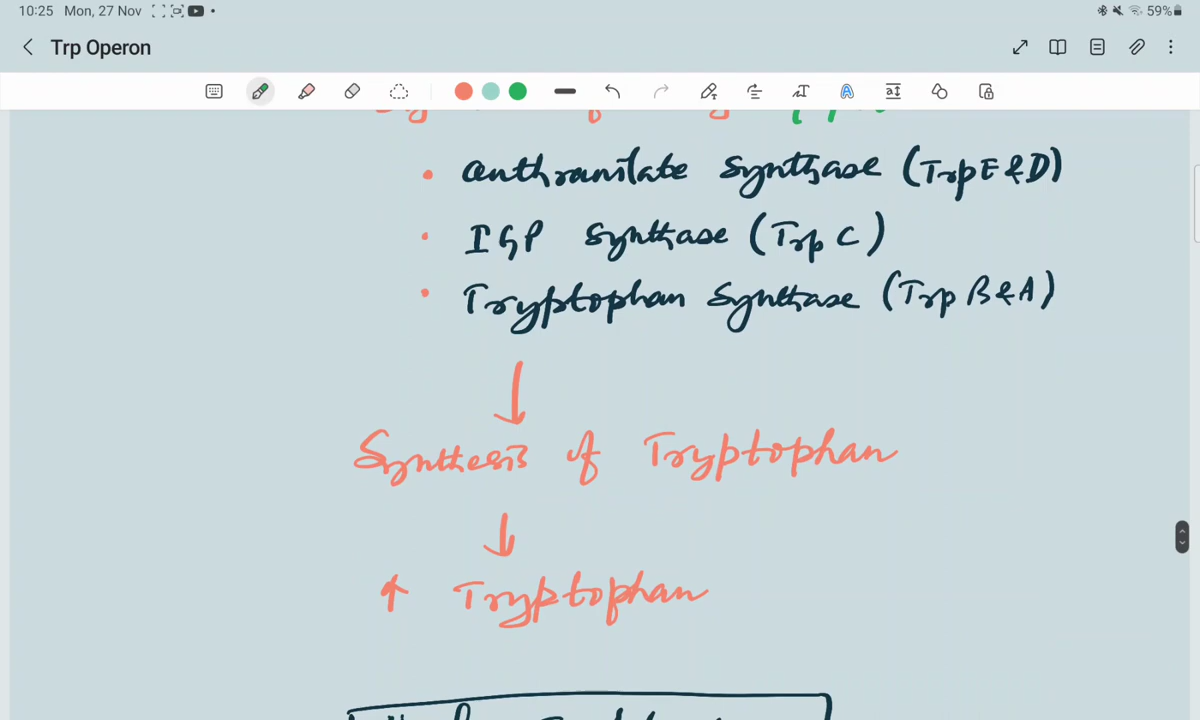 10:25 Mon, 27 Nov
59%
Trp Operon
• Anthranilate Synthase (TrpE & D)
• IGP Synthase (Trp C)
• Tryptophan Synthase (Trp B & A)
↓
Synthesis of Tryptophan
↓
↑ Tryptophan